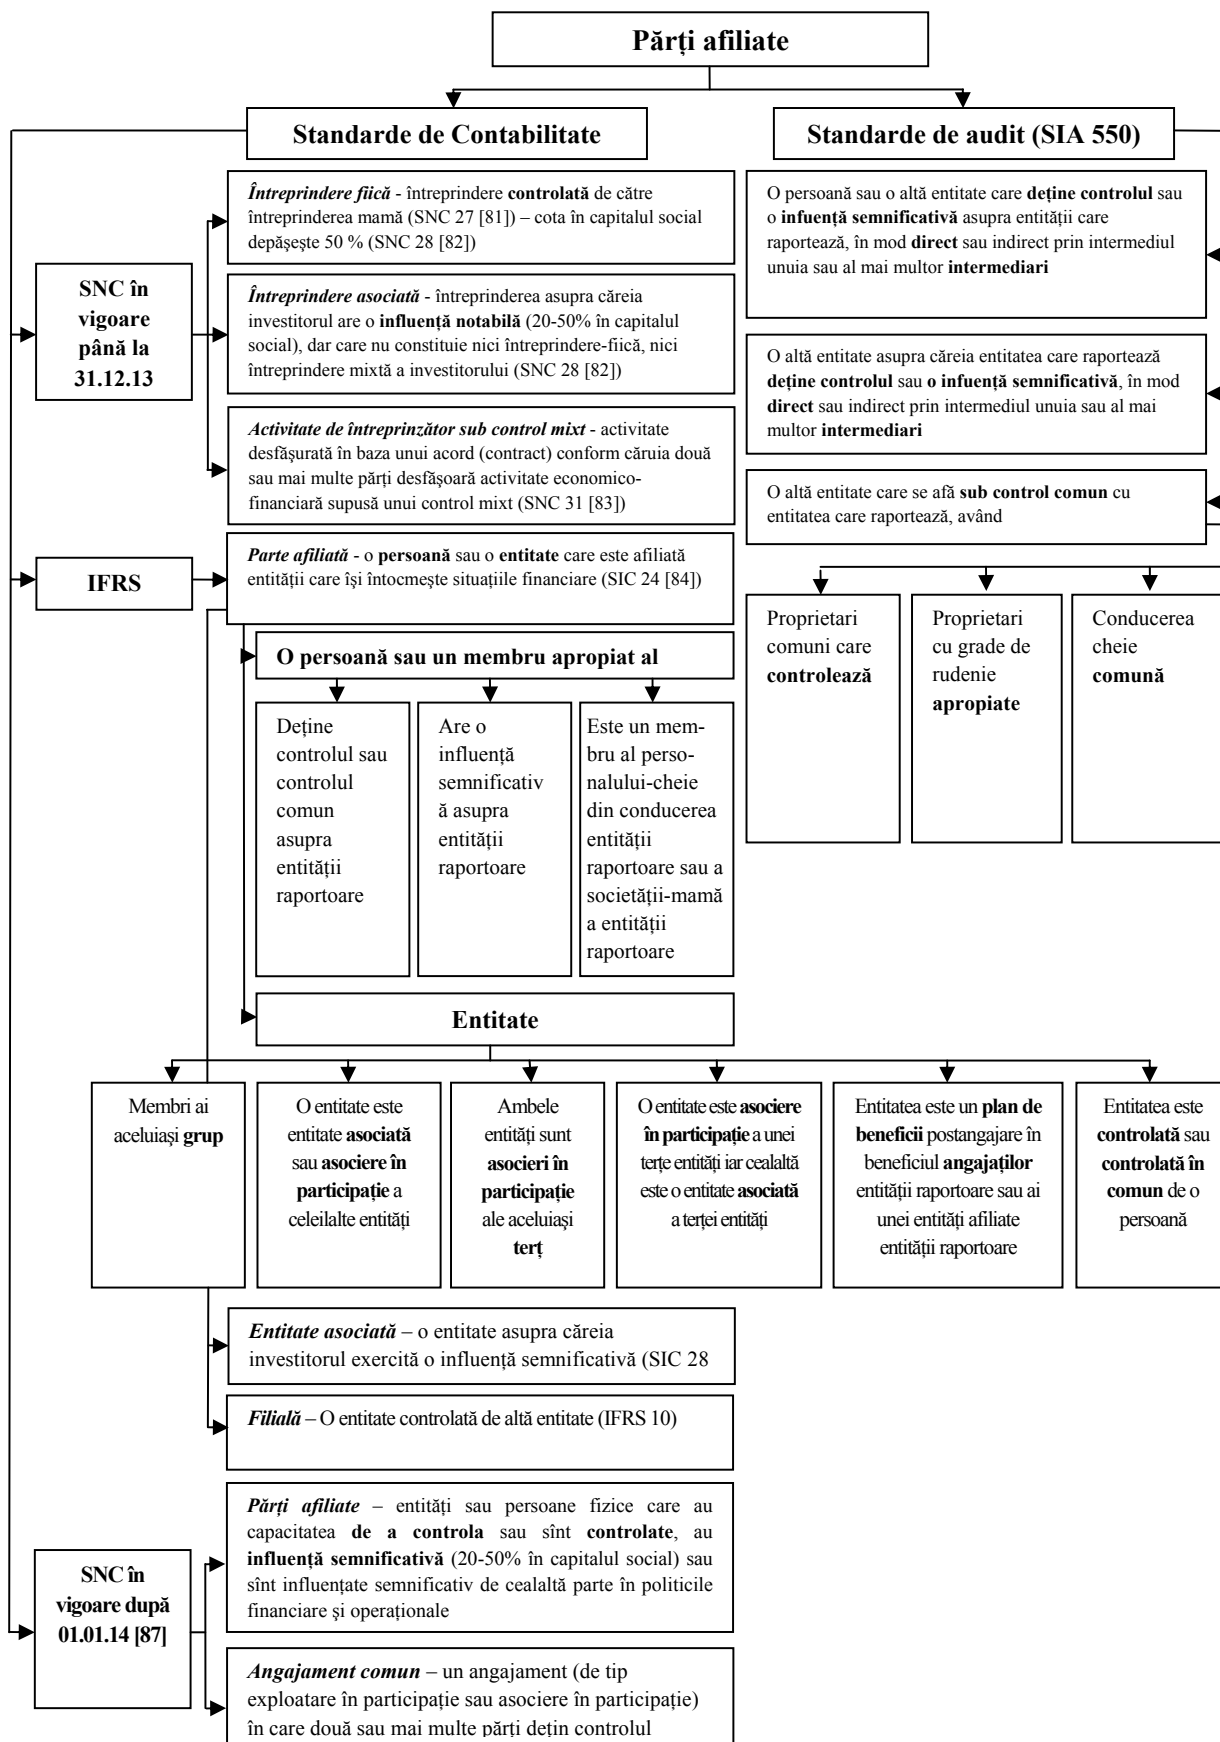 Părți afiliate
Standarde de Contabilitate
Standarde de audit (SIA 550)
SNC în
vigoare
până la
31.12.13
Întreprindere fiică - întreprindere controlată de către
întreprinderea mamă (SNC 27 [81]) – cota în capitalul social
depăşeşte 50 % (SNC 28 [82])
Întreprindere asociată - întreprinderea asupra căreia
investitorul are o influență notabilă (20-50% în capitalul
social), dar care nu constituie nici întreprindere-fiică, nici
întreprindere mixtă a investitorului (SNC 28 [82])
Activitate de întreprinzător sub control mixt - activitate
desfăşurată în baza unui acord (contract) conform căruia două
sau mai multe părți desfăşoară activitate economico-
financiară supusă unui control mixt (SNC 31 [83])
O persoană sau o altă entitate care deține controlul sau
o infuență semnificativă asupra entității care
raportează, în mod direct sau indirect prin intermediul
unuia sau al mai multor intermediari
O altă entitate asupra căreia entitatea care raportează
deține controlul sau o infuență semnificativă, în mod
direct sau indirect prin intermediul unuia sau al mai
multor intermediari
O altă entitate care se afă sub control comun cu
entitatea care raportează, având
Proprietari
comuni care
controlează
Proprietari
cu grade de
rudenie
apropiate
Conducerea
cheie
comună
IFRS
Parte afiliată - o persoană sau o entitate care este afiliată
entității care îşi întocmeşte situațiile financiare (SIC 24 [84])
O persoană sau un membru apropiat al
Deține
controlul sau
controlul
comun
asupra
entității
raportoare
Are o
influență
semnificativ
ă asupra
entității
raportoare
Este un mem-
bru al perso-
nalului-cheie
din conducerea
entității
raportoare sau a
societății-mamă
a entității
raportoare
Entitate
Membri ai
aceluiaşi grup
O entitate este
entitate asociată
sau asociere în
participație a
celeilalte entități
Ambele
entități sunt
asocieri în
participație
ale aceluiaşi
terț
O entitate este asociere
în participație a unei
terțe entități iar cealaltă
este o entitate asociată
a terței entități
Entitatea este un plan de
beneficii postangajare în
beneficiul angajaților
entității raportoare sau ai
unei entități afiliate
entității raportoare
Entitatea este
controlată sau
controlată în
comun de o
persoană
Entitate asociată – o entitate asupra căreia
investitorul exercită o influență semnificativă (SIC 28
Filială – O entitate controlată de altă entitate (IFRS 10)
SNC în
vigoare după
01.01.14 [87]
Părți afiliate – entități sau persoane fizice care au
capacitatea de a controla sau sînt controlate, au
influență semnificativă (20-50% în capitalul social) sau
sînt influențate semnificativ de cealaltă parte în politicile
financiare şi operaționale
Angajament comun – un angajament (de tip
exploatare în participație sau asociere în participație)
în care două sau mai multe părți dețin controlul